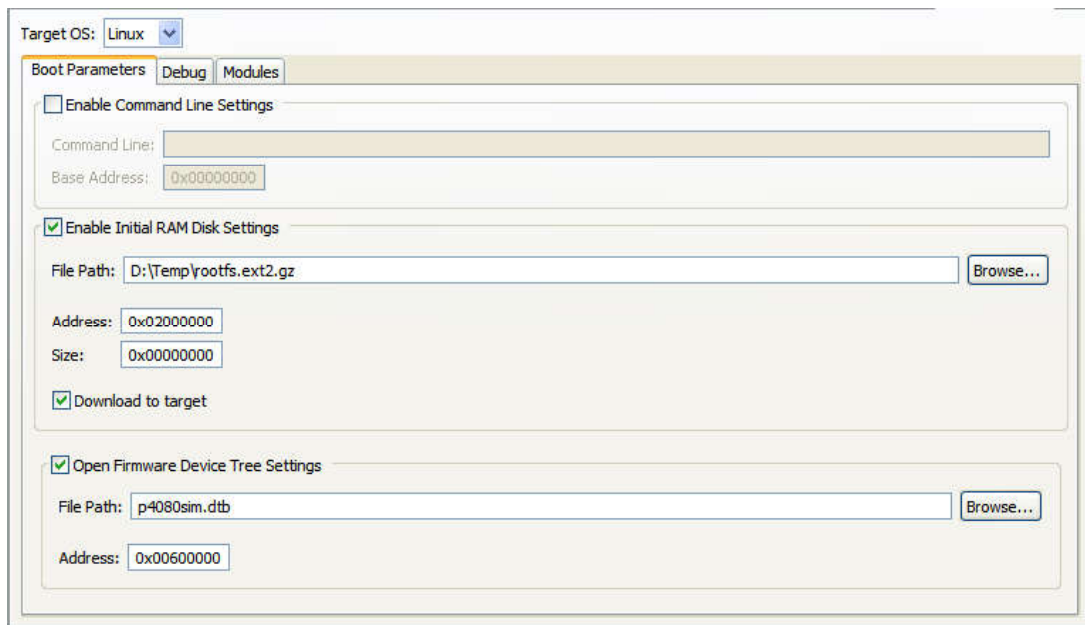 Target OS: Linux
Boot Parameters Debug Modules
Enable Command Line Settings
Command Line:
Base Address: 0x00000000
Enable Initial RAM Disk Settings
File Path: D:\Temp\rootfs.ext2.gz Browse...
Address: 0x02000000
Size: 0x00000000
Download to target
Open Firmware Device Tree Settings
File Path: p4080sim.dtb Browse...
Address: 0x00600000